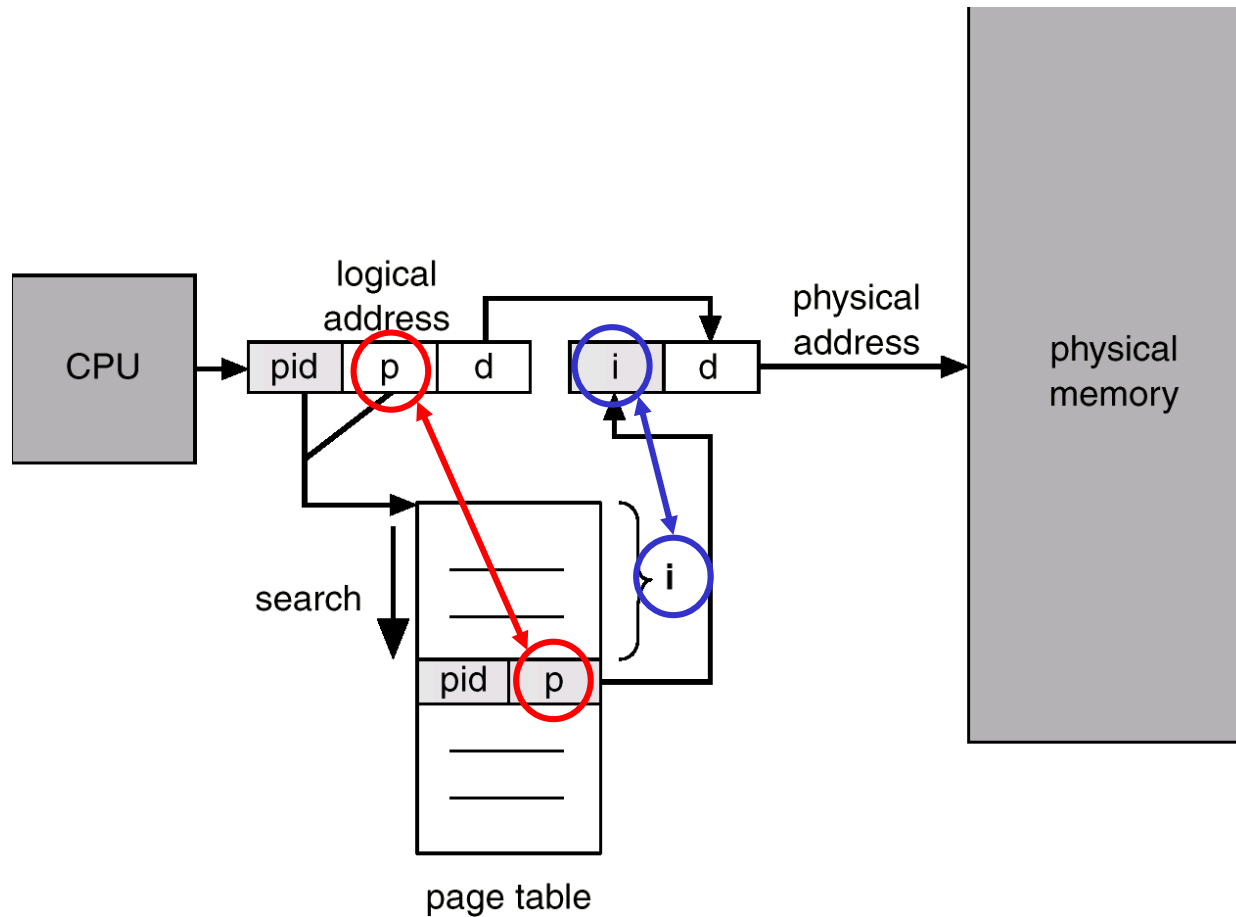 logical
address
CPU
pid
p
d
i
d
physical
address
physical
memory
search
i
pid
p
page table